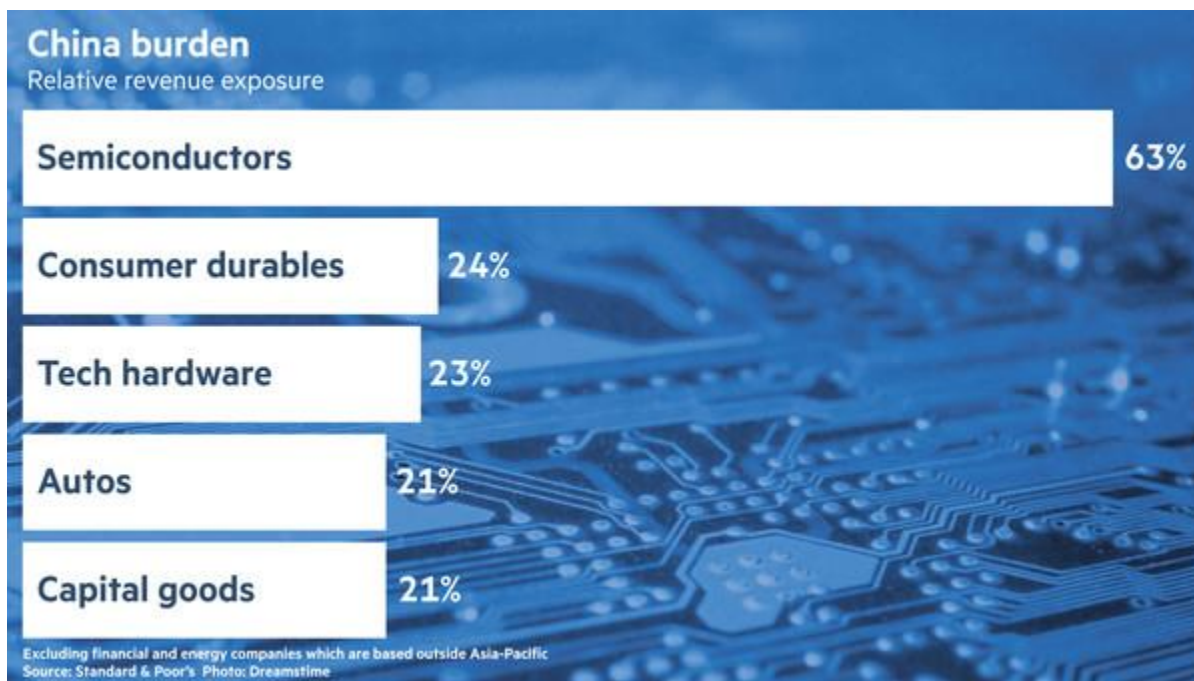 China burden
Relative revenue exposure
Semiconductors 63%
Consumer durables 24%
Tech hardware 23%
Autos 21%
Capital goods 21%
Excluding financial and energy companies which are based outside Asia-Pacific
Source: Standard & Poor's Photo: Dreamstime